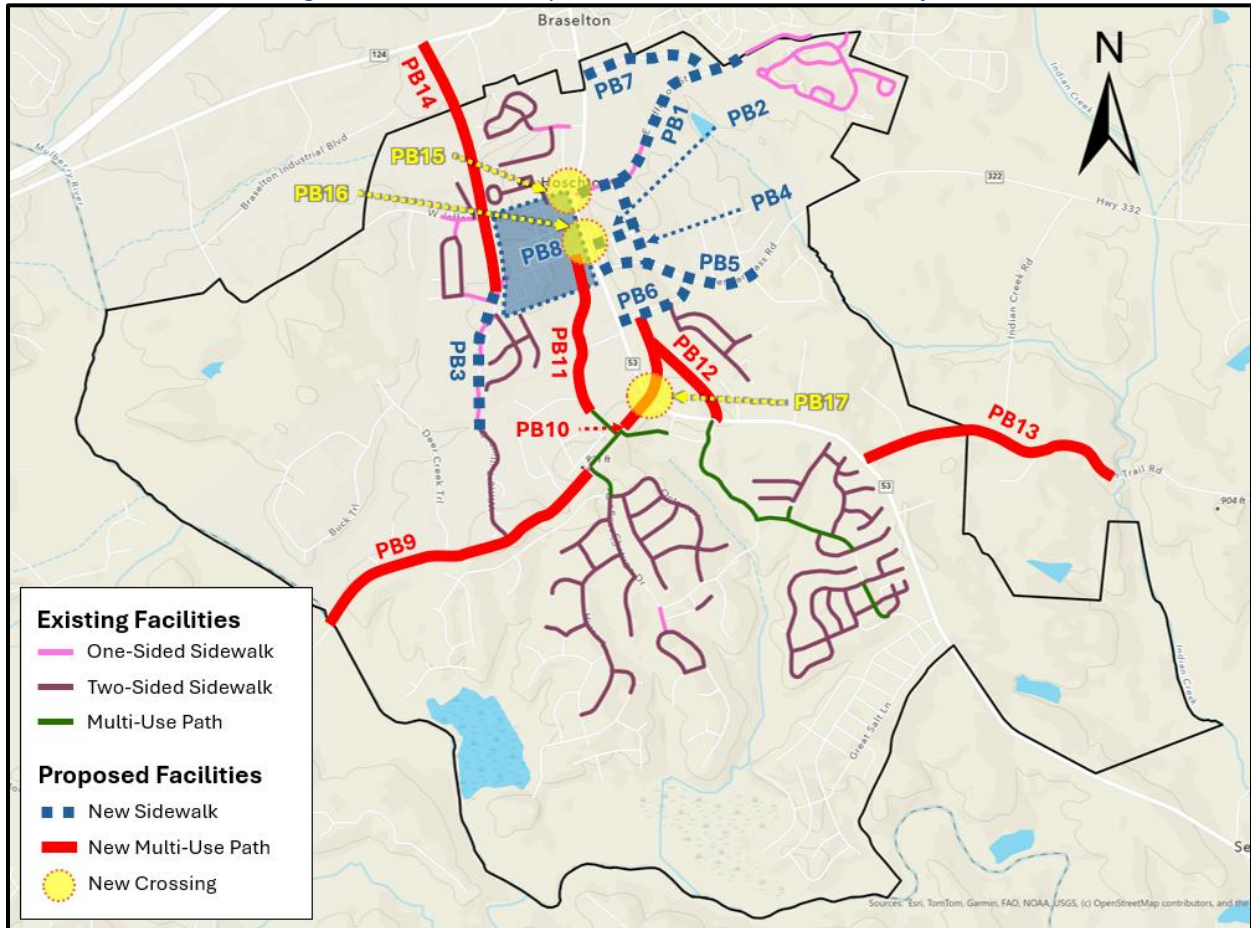 Braselton
N
124
PB14
PB7
PB1
PB2
PB15
PB16
PB4
Mulberry River
Braselton Industrial Blvd
Hoschton
322
Hwy 332
Indian Creek
PB8
PB5
PB6
Indian Creek Rd
PB3
PB11
53
PB12
PB17
PB10
PB13
Trail Rd
904 ft
Deer Creek Trl
Buck Trl
53
PB9
Great Salt Ln
Indian Creek
Existing Facilities
One-Sided Sidewalk
Two-Sided Sidewalk
Multi-Use Path
Proposed Facilities
New Sidewalk
New Multi-Use Path
New Crossing
Se
Sources: Esri, TomTom, Garmin, FAO, NOAA, USGS, (c) OpenStreetMap contributors, and the